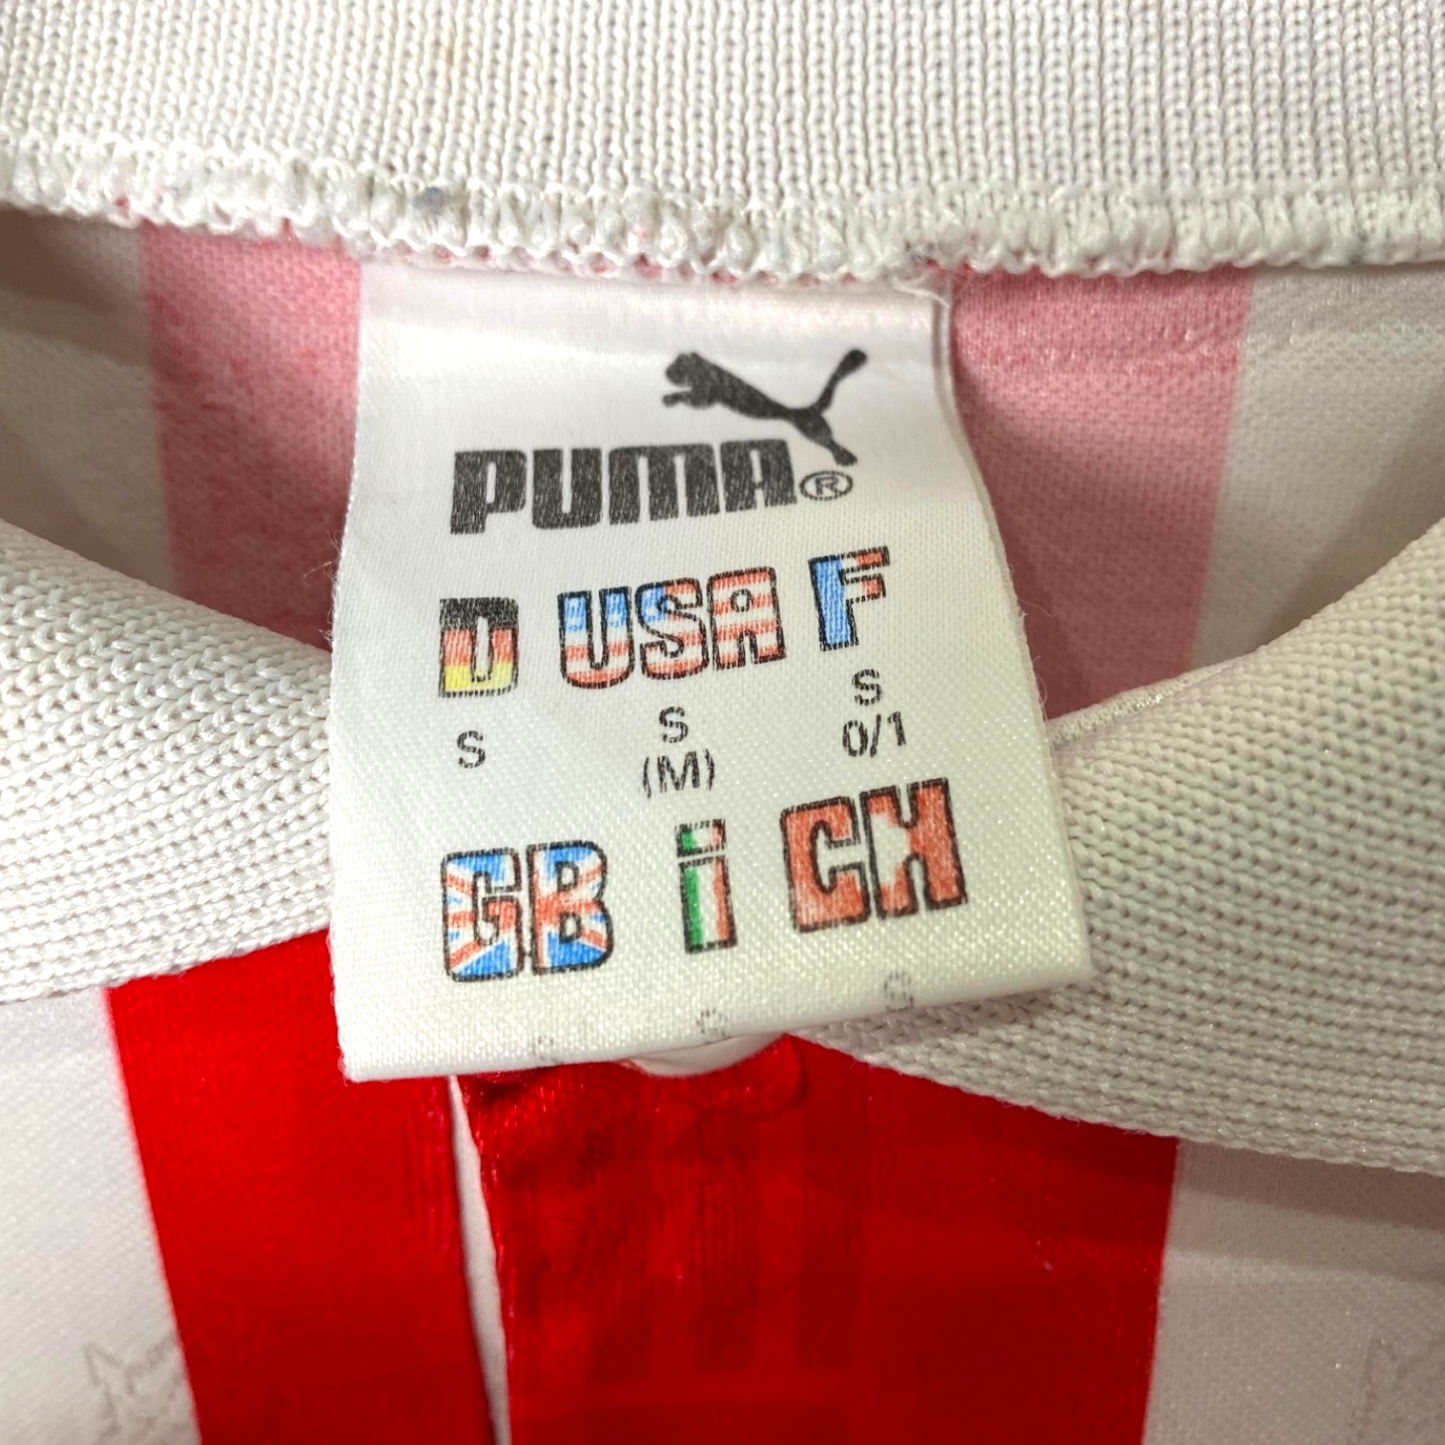 PUMA®
D USA F
S S S
(M) 0/1
GB i CH